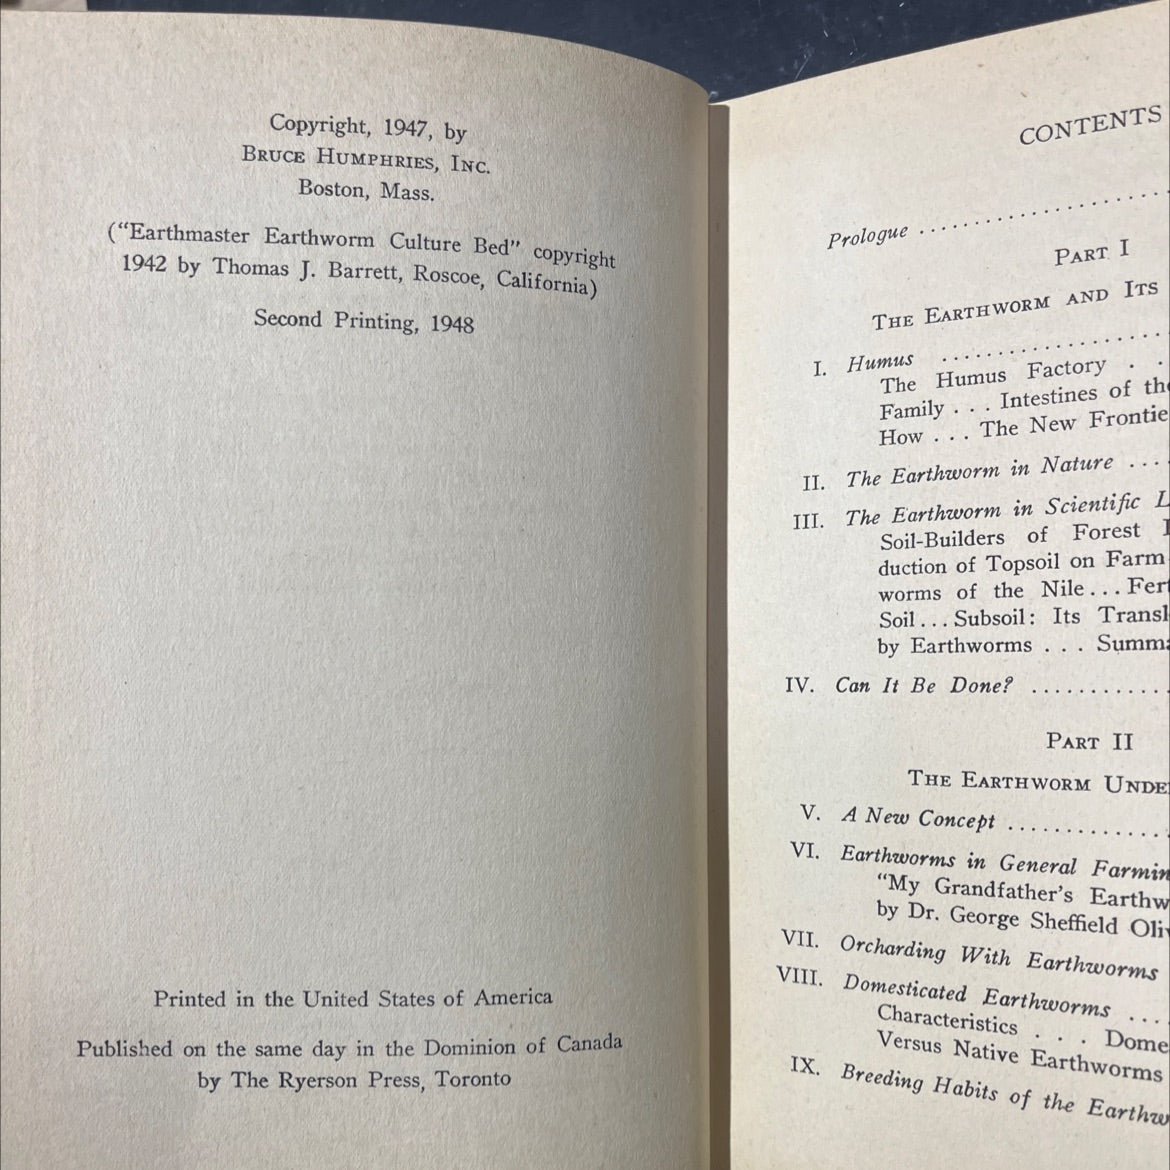 Copyright, 1947, by
BRUCE HUMPHRIES, INC.
Boston, Mass.
("Earthmaster Earthworm Culture Bed" copyright
1942 by Thomas J. Barrett, Roscoe, California)
Second Printing, 1948
Printed in the United States of America
Published on the same day in the Dominion of Canada
by The Ryerson Press, Toronto
CONTENTS
Prologue ....................
PART I
THE EARTHWORM AND ITS
I. Humus ....................
The Humus Factory . .
Family . . . Intestines of
How . . . The New
II. The Earthworm in Nature ....
III. The Earthworm in Scientific
Soil-Builders of Forest
duction of Topsoil on Farm
worms of the Nile...
Soil... Subsoil: Its
by Earthworms . . .
IV. Can It Be Done? ............
PART II
THE EARTHWORM
V. A New Concept ..............
VI. Earthworms in General
"My Grandfather's
by Dr. George Sheffield
VII. Orcharding With Earthworms
VIII. Domesticated Earthworms ....
Characteristics . . .
Versus Native Earthworms
IX. Breeding Habits of the